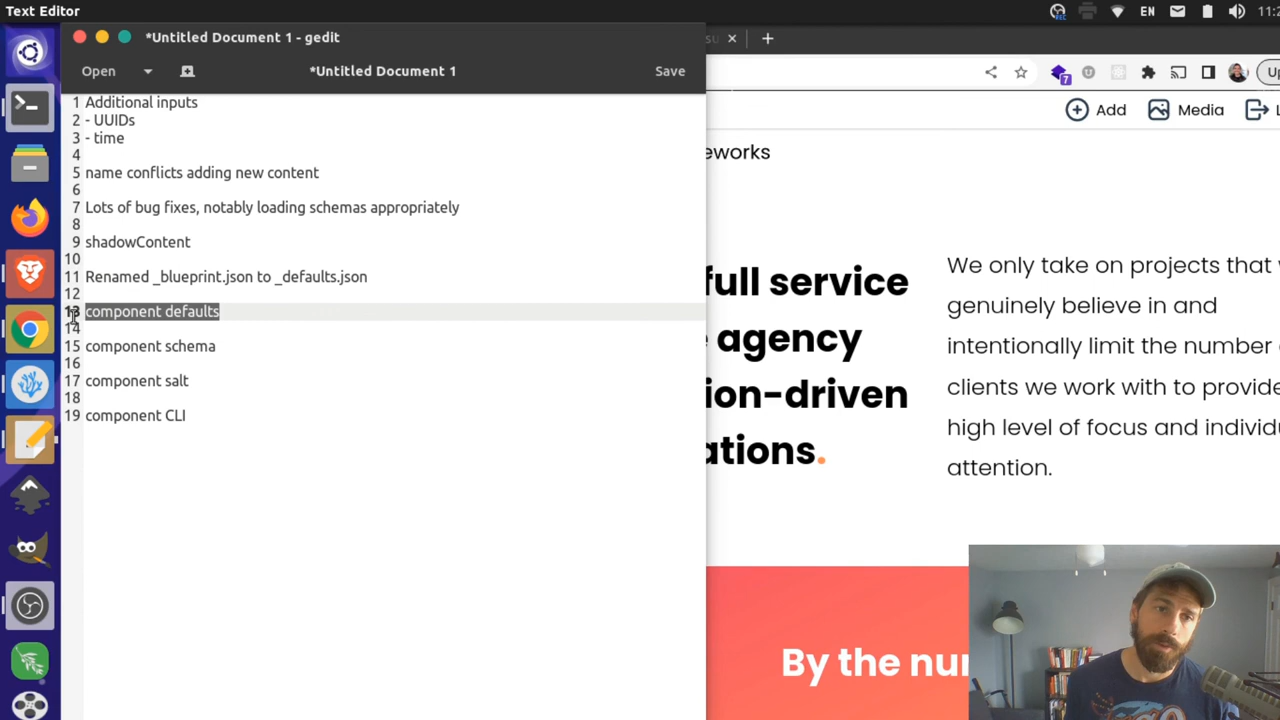 Text Editor
EN
11:2
*Untitled Document 1 - gedit
Open
*Untitled Document 1
Save
7
Add
Media
1 Additional inputs
2 - UUIDs
3 - time
4
5 name conflicts adding new content
6
7 Lots of bug fixes, notably loading schemas appropriately
8
9 shadowContent
10
11 Renamed _blueprint.json to _defaults.json
12
13 component defaults
14
15 component schema
16
17 component salt
18
19 component CLI
eworks
full service
agency
ion-driven
ations.
We only take on projects that
genuinely believe in and
intentionally limit the number
clients we work with to provide
high level of focus and individu
attention.
By the nu